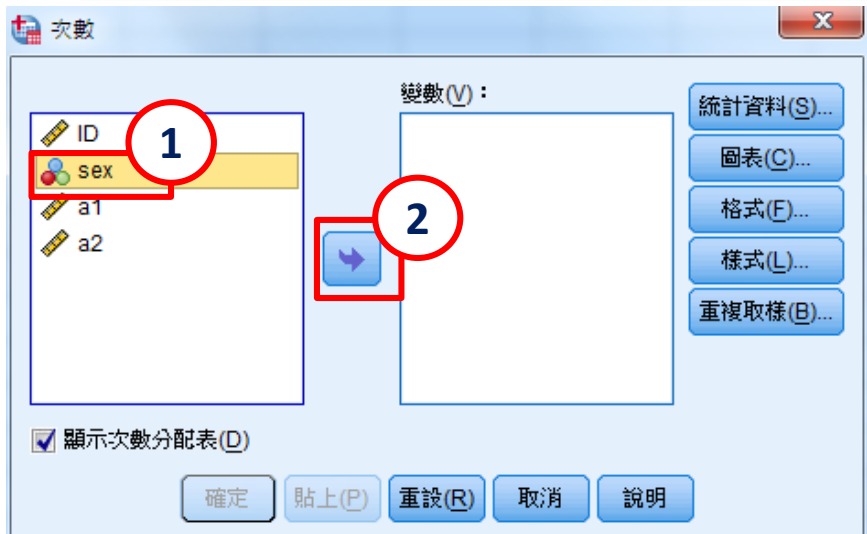 次數
變數(V)：
ID
1
sex
a1
a2
2
統計資料(S)...
圖表(C)...
格式(F)...
樣式(L)...
重複取樣(B)...
顯示次數分配表(D)
確定
貼上(P)
重設(R)
取消
說明